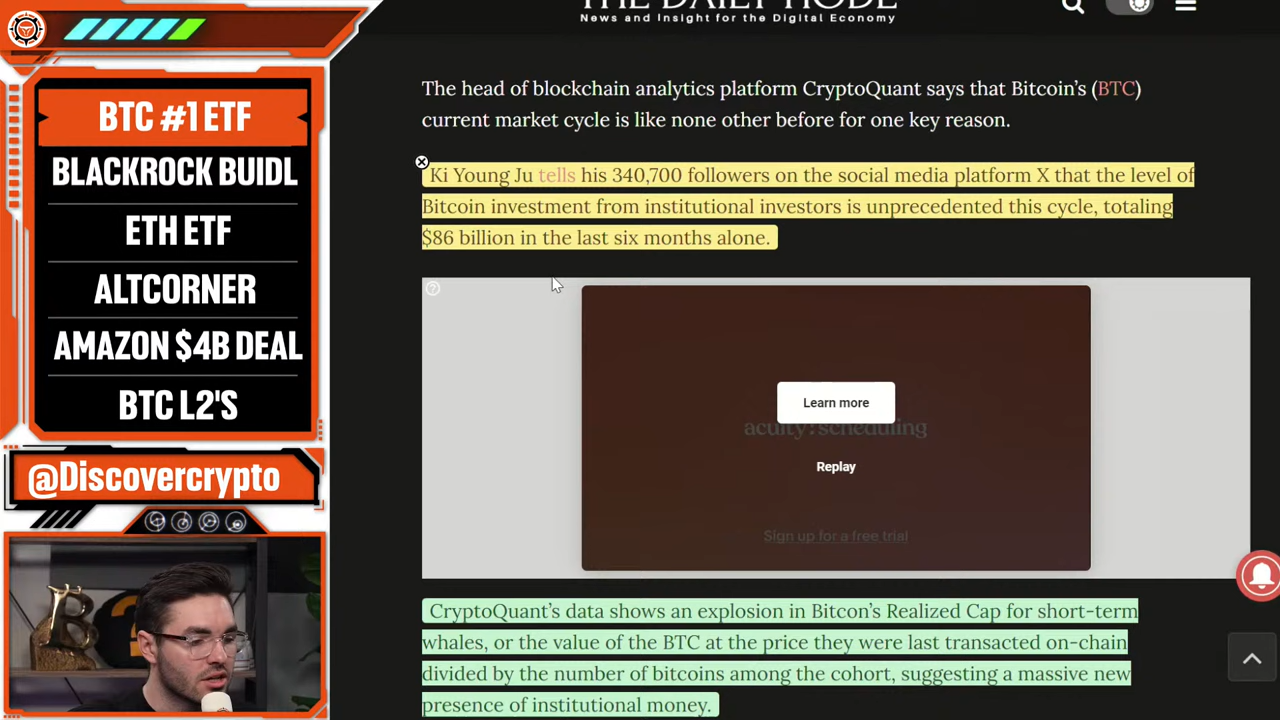 BTC #1 ETF
BLACKROCK BUIDL
ETH ETF
ALTCORNER
AMAZON $4B DEAL
BTC L2'S
@Discovercrypto
THE DAILY HODL
News and Insight for the Digital Economy
The head of blockchain analytics platform CryptoQuant says that Bitcoin's (BTC)
current market cycle is like none other before for one key reason.
Ki Young Ju tells his 340,700 followers on the social media platform X that the level of
Bitcoin investment from institutional investors is unprecedented this cycle, totaling
$86 billion in the last six months alone.
Learn more
acuity:scheduling
Replay
Sign up for a free trial
CryptoQuant's data shows an explosion in Bitcon's Realized Cap for short-term
whales, or the value of the BTC at the price they were last transacted on-chain
divided by the number of bitcoins among the cohort, suggesting a massive new
presence of institutional money.